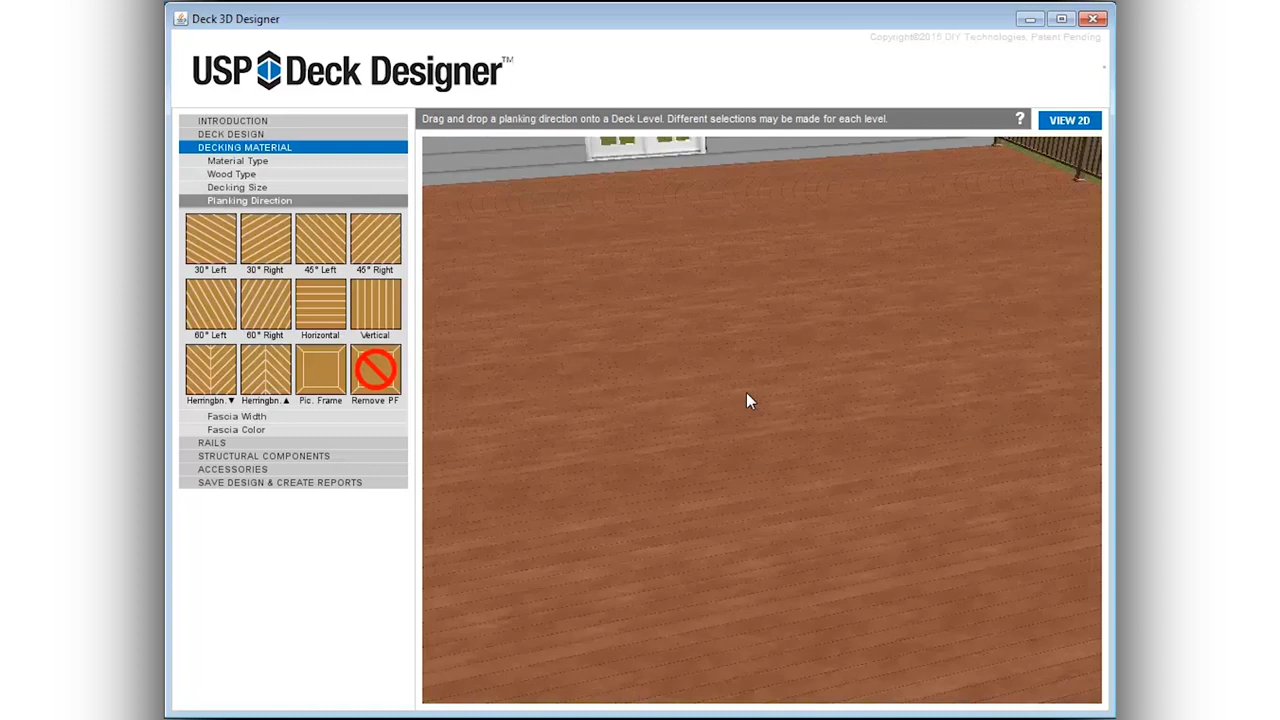 Deck 3D Designer
Copyright©2015 DIY Technologies, Patent Pending
USP Deck Designer™
INTRODUCTION
DECK DESIGN
DECKING MATERIAL
Material Type
Wood Type
Decking Size
Planking Direction
Drag and drop a planking direction onto a Deck Level. Different selections may be made for each level.
?
VIEW 2D
30° Left 30° Right 45° Left 45° Right
60° Left 60° Right Horizontal Vertical
Herringbn.▼ Herringbn.▲ Pic. Frame Remove PF
Fascia Width
Fascia Color
RAILS
STRUCTURAL COMPONENTS
ACCESSORIES
SAVE DESIGN & CREATE REPORTS